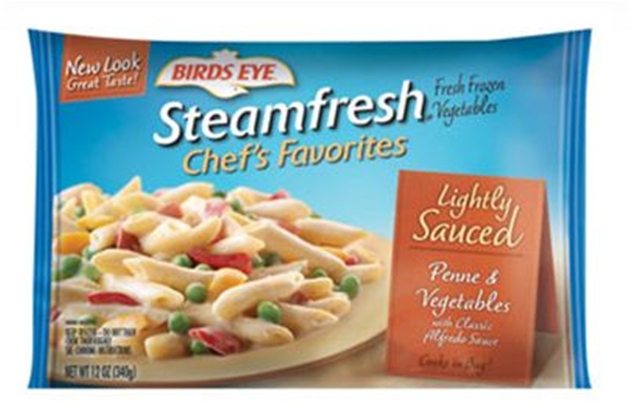 New Look
Great Taste!
BIRDS EYE
Steamfresh
Fresh Frozen
Vegetables
Chef's Favorites
Lightly
Sauced
Penne &
Vegetables
with Classic
Alfredo Sauce
Cooks in Bag!
NET WT 12 OZ (340g)